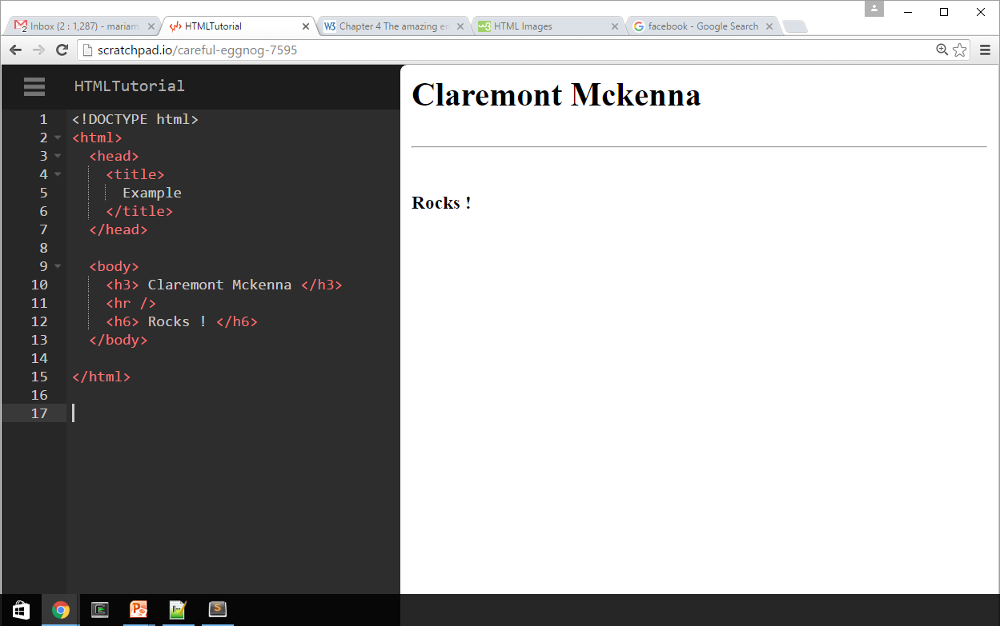 Inbox (2 : 1,287) - mariam
HTMLTutorial
Chapter 4 The amazing em
HTML Images
facebook - Google Search
scratchpad.io/careful-eggnog-7595
HTMLTutorial
1 <!DOCTYPE html>
2 <html>
3 <head>
4 <title>
5 Example
6 </title>
7 </head>
8
9 <body>
10 <h3> Claremont Mckenna </h3>
11 <hr />
12 <h6> Rocks ! </h6>
13 </body>
14
15 </html>
16
17
Claremont Mckenna
Rocks !